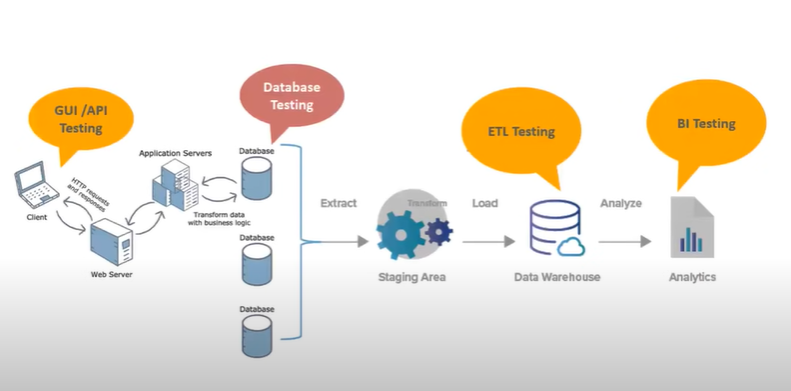 GUI /API
Testing
Database
Testing
ETL Testing
BI Testing
Application Servers
Database
HTTP requests
and responses
Client
Transform data
with business logic
Web Server
Database
Database
Extract
Transform
Load
Analyze
Staging Area
Data Warehouse
Analytics